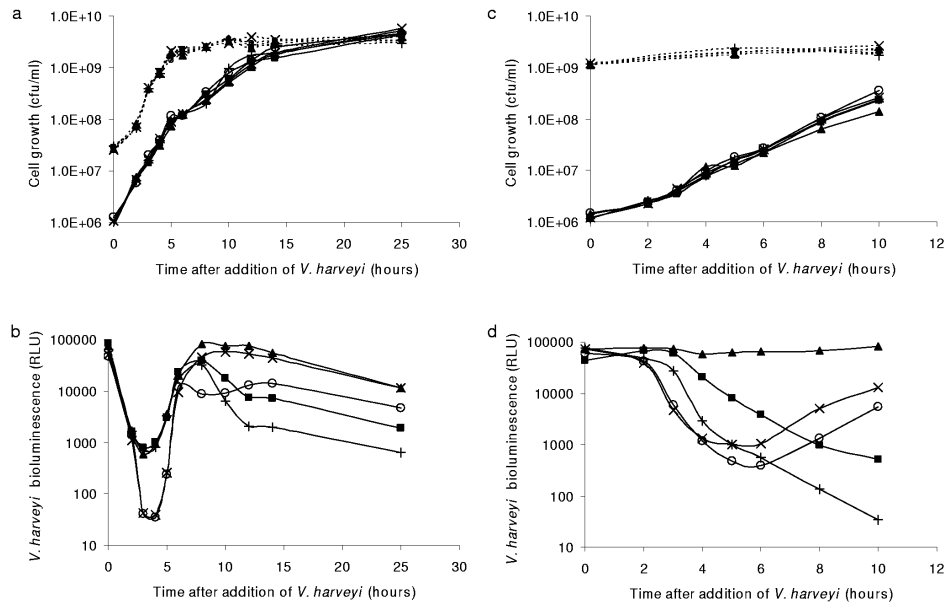 a
1.0E+10
1.0E+09
1.0E+08
1.0E+07
1.0E+06
Cell growth (cfu/ml)
0 5 10 15 20 25 30
Time after addition of V. harveyi (hours)
c
1.0E+10
1.0E+09
1.0E+08
1.0E+07
1.0E+06
Cell growth (cfu/ml)
0 2 4 6 8 10 12
Time after addition of V. harveyi (hours)
b
100000
10000
1000
100
10
V. harveyi bioluminescence (RLU)
0 5 10 15 20 25 30
Time after addition of V. harveyi (hours)
d
100000
10000
1000
100
10
V. harveyi bioluminescence (RLU)
0 2 4 6 8 10 12
Time after addition of V. harveyi (hours)